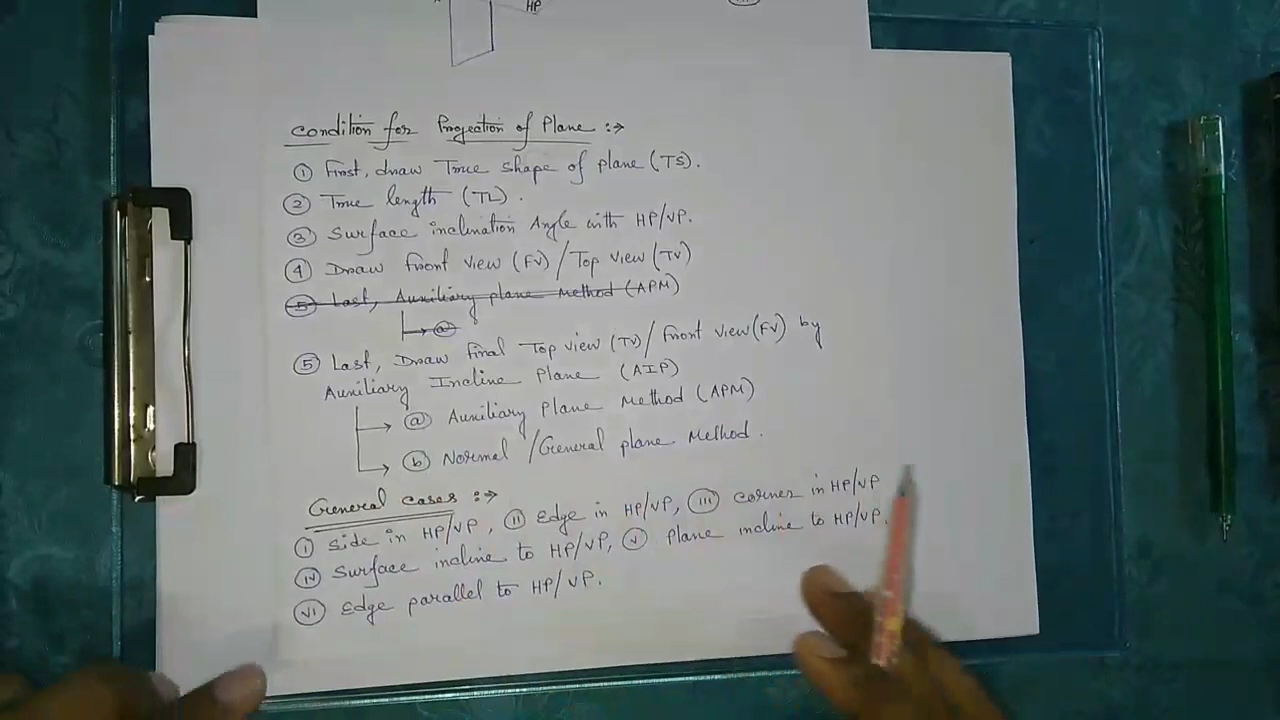 HP
Condition for Projection of Plane :→
① First, draw True shape of plane (TS).
② True length (TL).
③ Surface inclination Angle with HP/VP.
④ Draw Front view (FV) / Top view (TV)
⑤ Last, Auxiliary plane Method (APM)
→ ⓐ
⑤ Last, Draw Final Top view (TV) / Front view (FV) by
Auxiliary Incline Plane (AIP)
→ ⓐ Auxiliary Plane Method (APM)
→ ⓑ Normal / General plane Method.
General cases :→
ⓘ Side in HP/VP, ⓘⓘ Edge in HP/VP, ⓘⓘⓘ corner in HP/VP
ⓘⓥ Surface incline to HP/VP, ⓥ Plane incline to HP/VP.
ⓥⓘ Edge parallel to HP/VP.